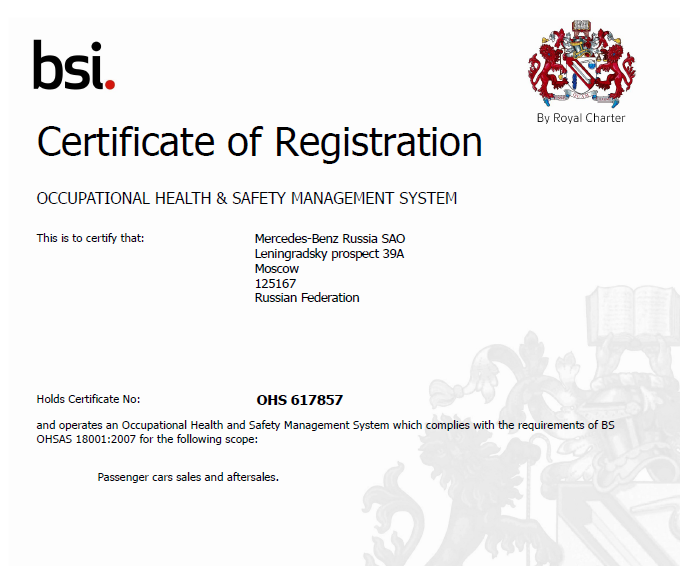 bsi.
By Royal Charter
Certificate of Registration
OCCUPATIONAL HEALTH & SAFETY MANAGEMENT SYSTEM
This is to certify that:
Mercedes-Benz Russia SAO
Leningradsky prospect 39A
Moscow
125167
Russian Federation
Holds Certificate No:
OHS 617857
and operates an Occupational Health and Safety Management System which complies with the requirements of BS
OHSAS 18001:2007 for the following scope:
Passenger cars sales and aftersales.